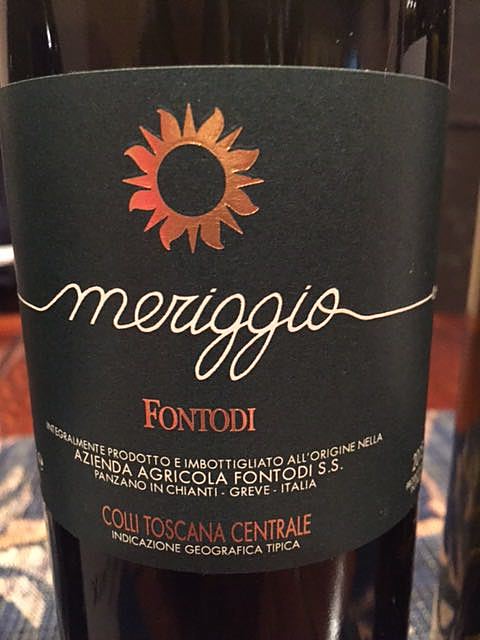 meriggio
FONTODI
INTEGRALMENTE PRODOTTO E IMBOTTIGLIATO ALL'ORIGINE NELLA
AZIENDA AGRICOLA FONTODI S.S.
PANZANO IN CHIANTI - GREVE - ITALIA
COLLI TOSCANA CENTRALE
INDICAZIONE GEOGRAFICA TIPICA